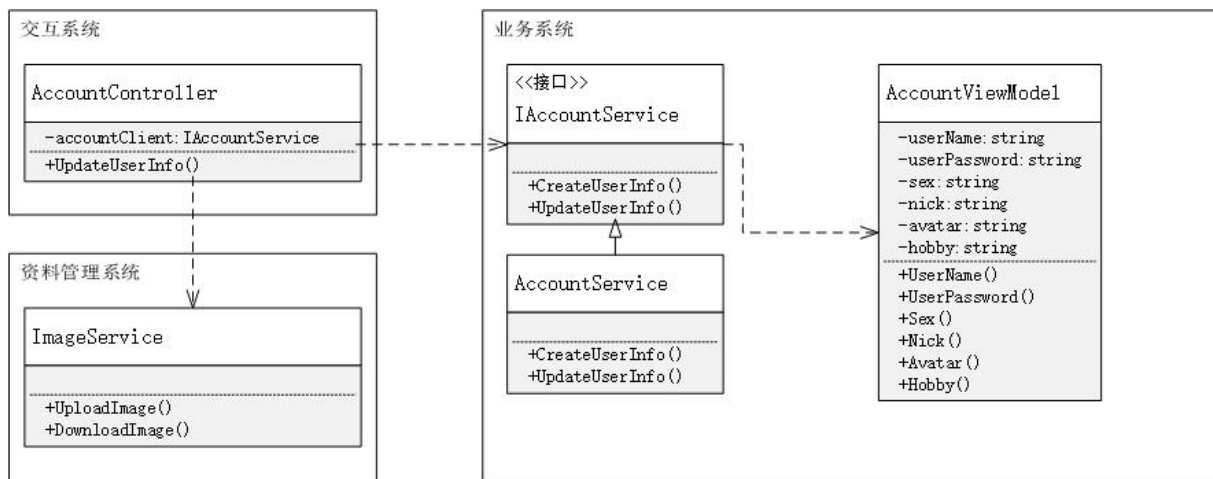 交互系统
AccountController
-accountClient:IAccountService
+UpdateUserInfo()
资料管理系统
ImageService
+UploadImage()
+DownloadImage()
业务系统
<<接口>>
IAccountService
+CreateUserInfo()
+UpdateUserInfo()
AccountService
+CreateUserInfo()
+UpdateUserInfo()
AccountViewModel
-userName:string
-userPassword:string
-sex:string
-nick:string
-avatar:string
-hobby:string
+UserName()
+UserPassword()
+Sex()
+Nick()
+Avatar()
+Hobby()